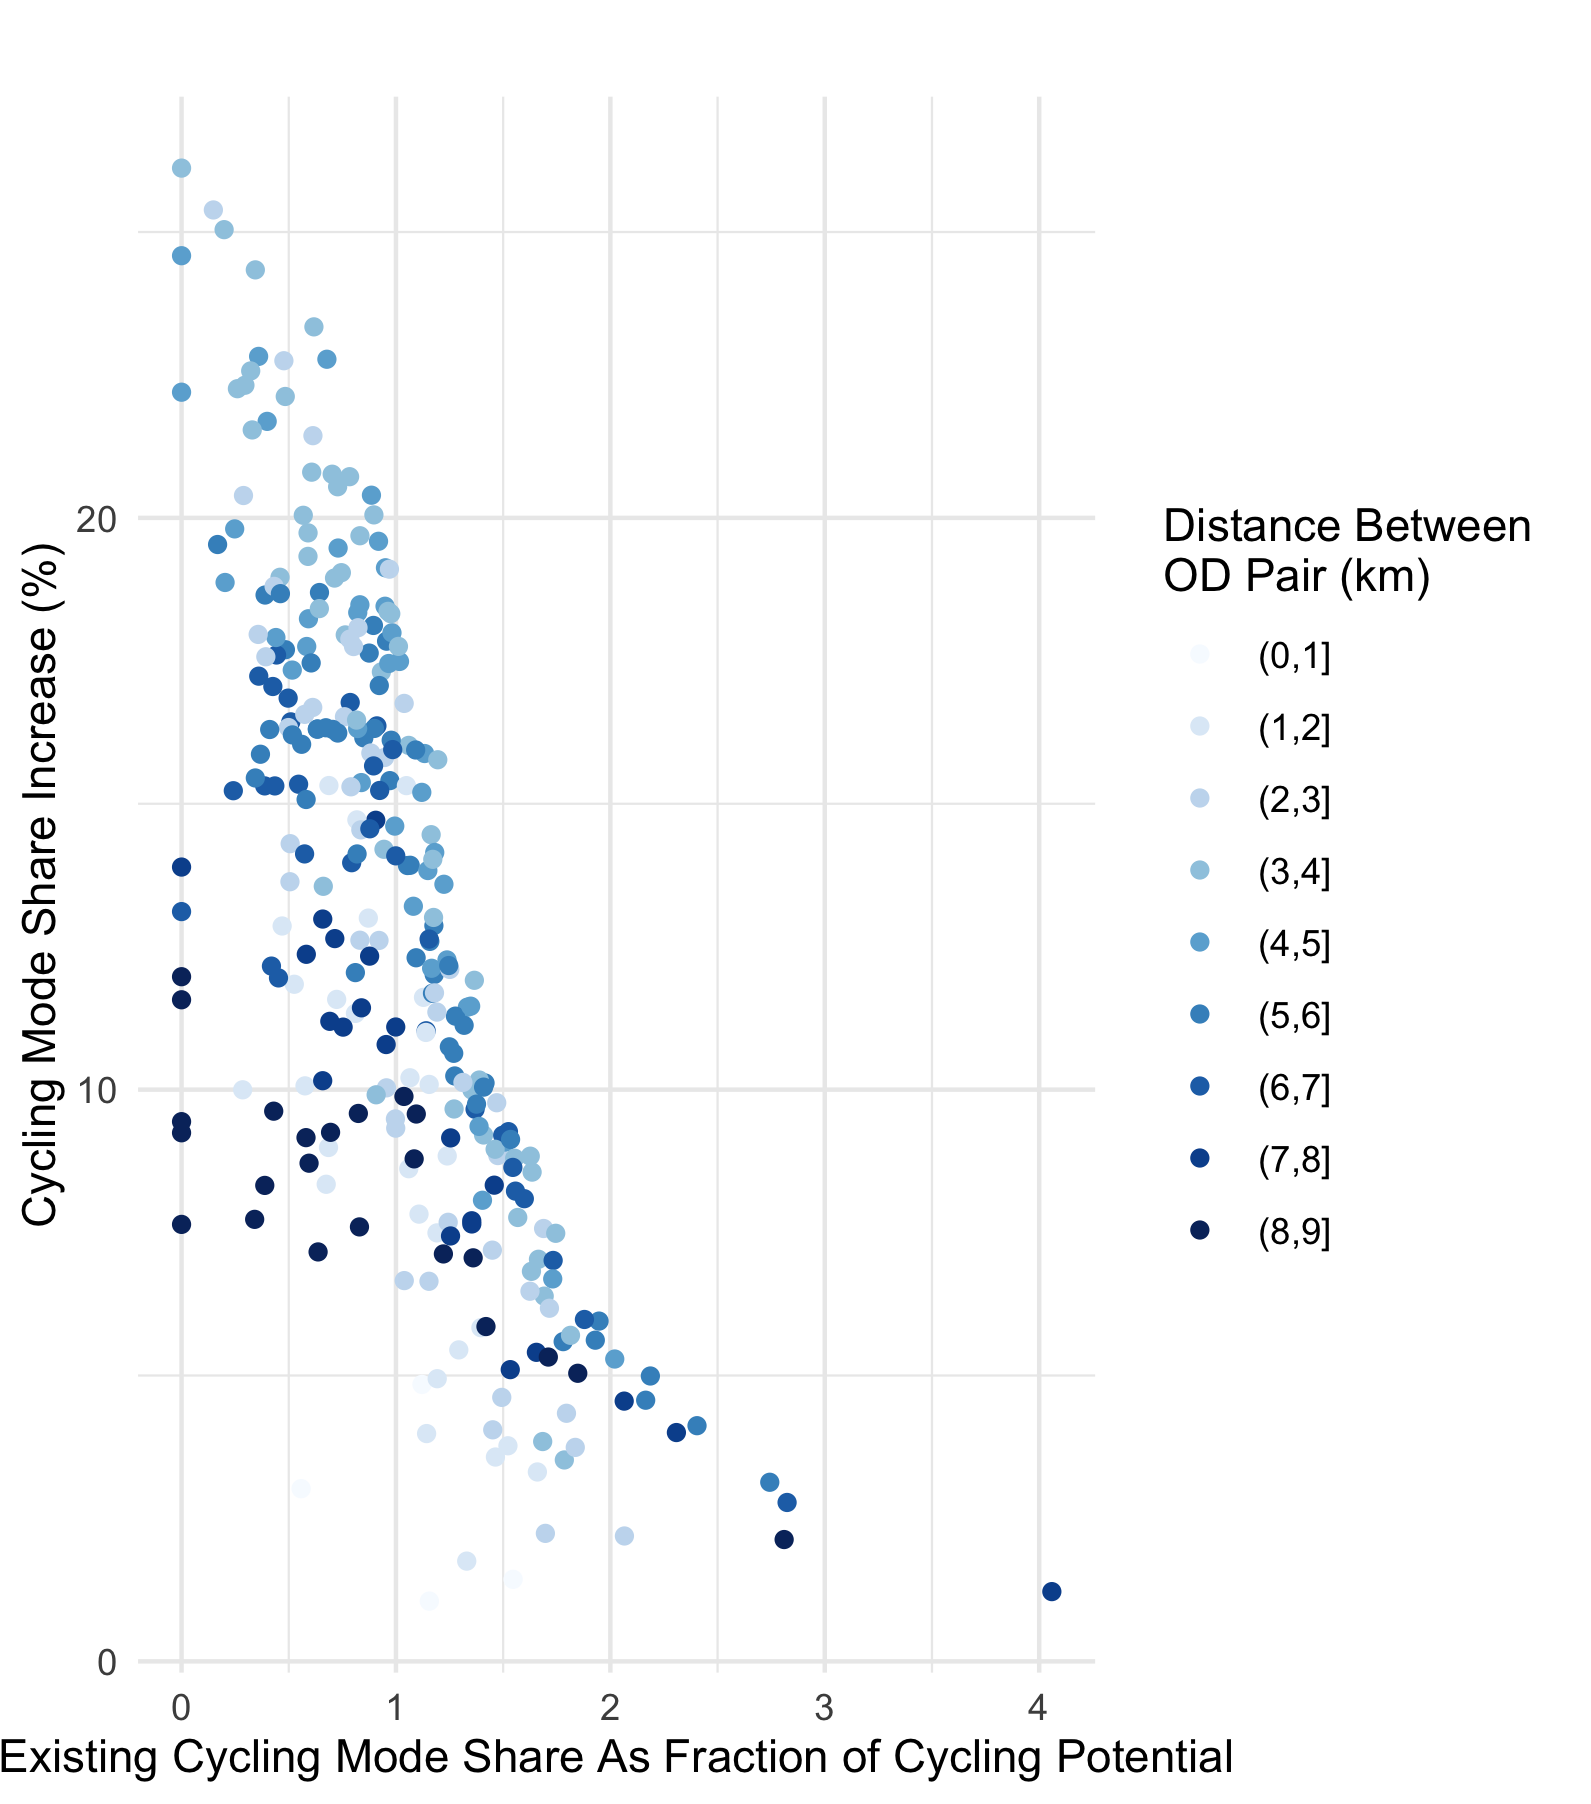 Cycling Mode Share Increase (%)
20
10
0
0 1 2 3 4
Existing Cycling Mode Share As Fraction of Cycling Potential
Distance Between
OD Pair (km)
(0,1]
(1,2]
(2,3]
(3,4]
(4,5]
(5,6]
(6,7]
(7,8]
(8,9]